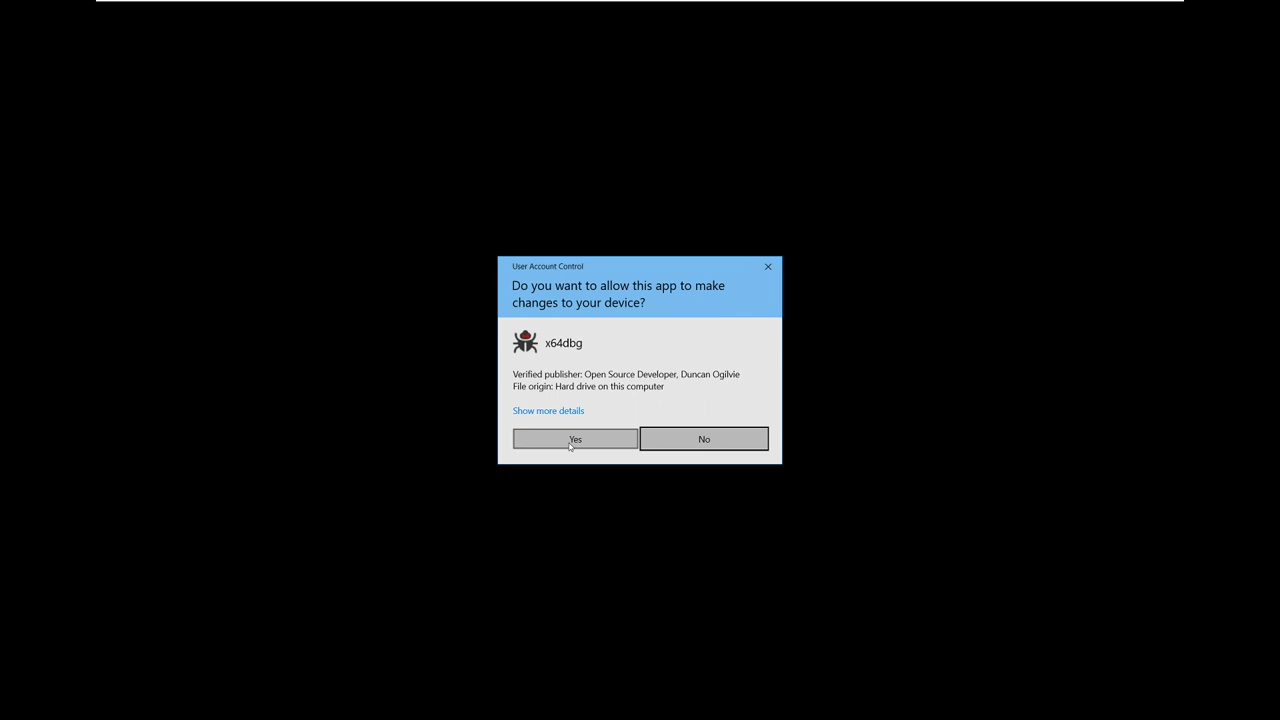 User Account Control
Do you want to allow this app to make
changes to your device?
x64dbg
Verified publisher: Open Source Developer, Duncan Ogilvie
File origin: Hard drive on this computer
Show more details
Yes
No